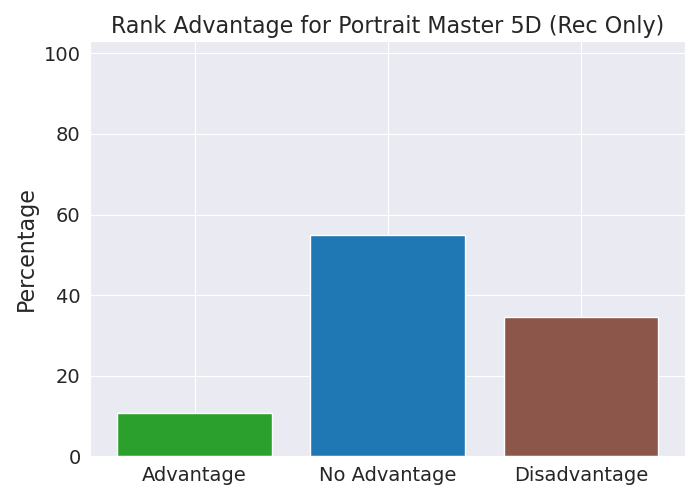 Rank Advantage for Portrait Master 5D (Rec Only)
100
80
60
40
20
0
Percentage
Advantage
No Advantage
Disadvantage